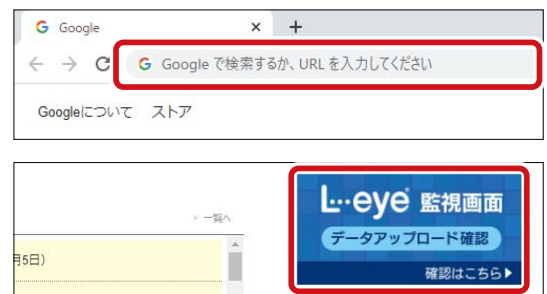 Google
Google で検索するか、URL を入力してください
Googleについて ストア
一覧へ
月5日）
L･･･eye 監視画面
データアップロード確認
確認はこちら▶